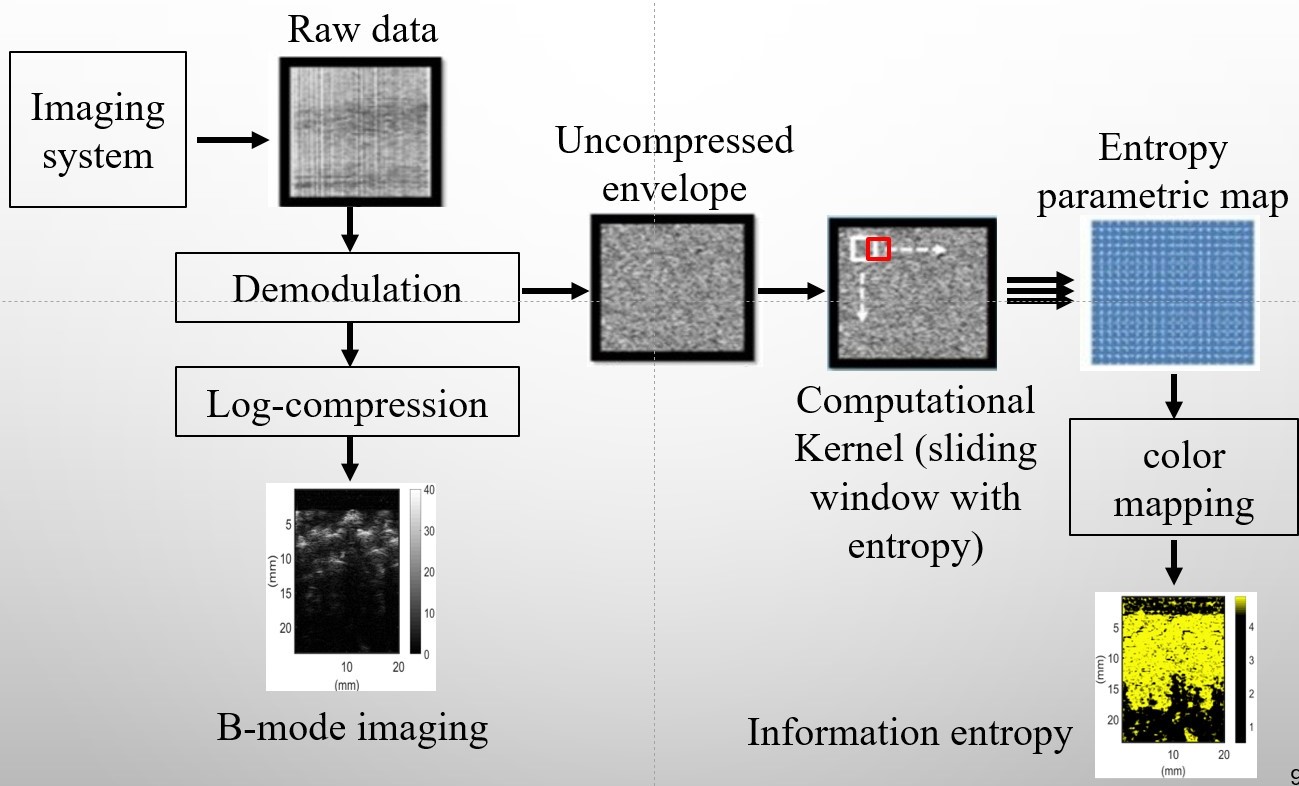 Raw data
Imaging
system
Uncompressed
envelope
Entropy
parametric map
Demodulation
Log-compression
Computational
Kernel (sliding
window with
entropy)
color
mapping
40
30
20
10
0
5
10
15
20
(mm)
10
20
(mm)
B-mode imaging
Information entropy
4
3
2
1
5
10
15
20
(mm)
10
20
(mm)
9